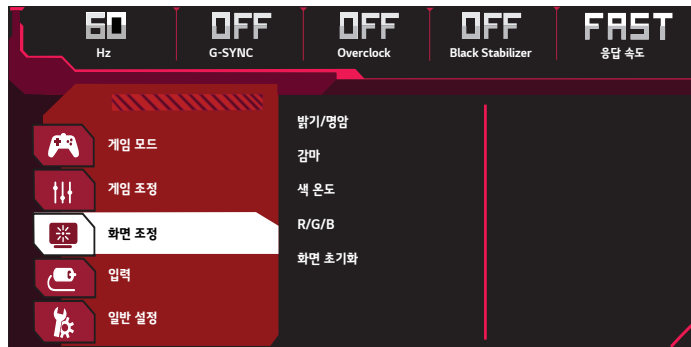 60 OFF OFF OFF FAST
Hz G-SYNC Overclock Black Stabilizer 응답 속도
게임 모드
게임 조정
화면 조정
입력
일반 설정
밝기/명암
감마
색 온도
R/G/B
화면 초기화